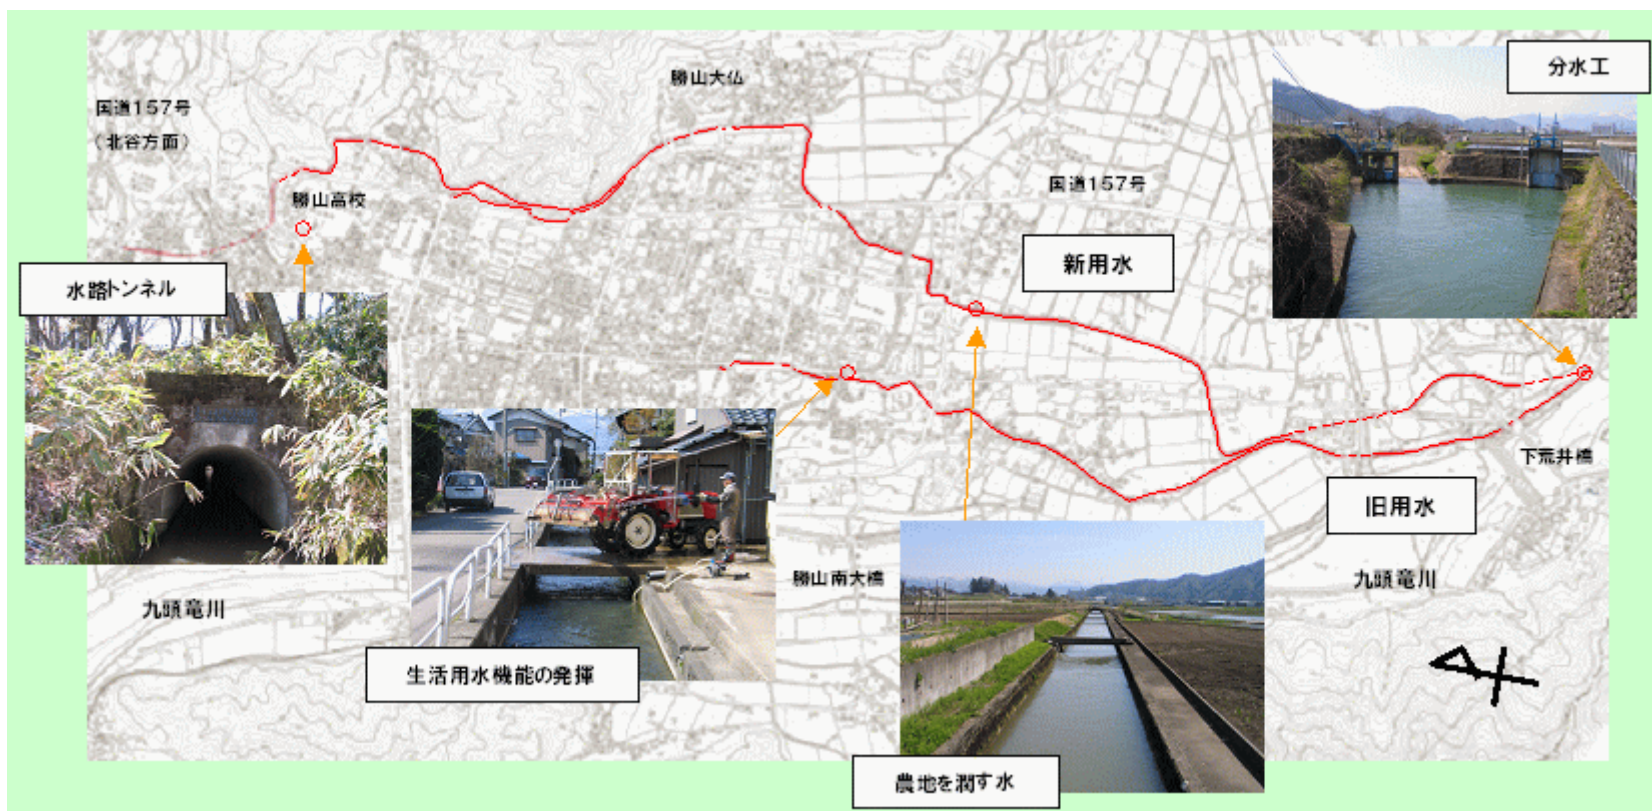 分水工
勝山大仏
国道157号
(北谷方面)
国道157号
勝山高校
新用水
水路トンネル
下荒井橋
旧用水
勝山南大橋
九頭竜川
九頭竜川
生活用水機能の発揮
農地を潤す水